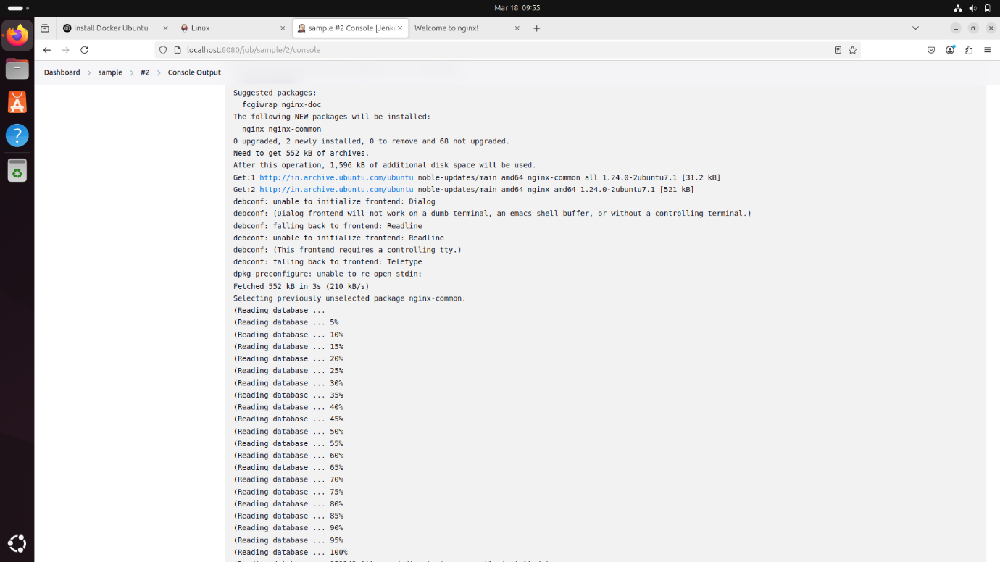 Mar 18 09:55
Install Docker Ubuntu
Linux
sample #2 Console [Jenki
Welcome to nginx!
localhost:8080/job/sample/2/console
Dashboard > sample > #2 > Console Output
Suggested packages:
fcgiwrap nginx-doc
The following NEW packages will be installed:
nginx nginx-common
0 upgraded, 2 newly installed, 0 to remove and 68 not upgraded.
Need to get 552 kB of archives.
After this operation, 1,596 kB of additional disk space will be used.
Get:1 http://in.archive.ubuntu.com/ubuntu noble-updates/main amd64 nginx-common all 1.24.0-2ubuntu7.1 [31.2 kB]
Get:2 http://in.archive.ubuntu.com/ubuntu noble-updates/main amd64 nginx amd64 1.24.0-2ubuntu7.1 [521 kB]
debconf: unable to initialize frontend: Dialog
debconf: (Dialog frontend will not work on a dumb terminal, an emacs shell buffer, or without a controlling terminal.)
debconf: falling back to frontend: Readline
debconf: unable to initialize frontend: Readline
debconf: (This frontend requires a controlling tty.)
debconf: falling back to frontend: Teletype
dpkg-preconfigure: unable to re-open stdin:
Fetched 552 kB in 3s (210 kB/s)
Selecting previously unselected package nginx-common.
(Reading database ...
(Reading database ... 5%
(Reading database ... 10%
(Reading database ... 15%
(Reading database ... 20%
(Reading database ... 25%
(Reading database ... 30%
(Reading database ... 35%
(Reading database ... 40%
(Reading database ... 45%
(Reading database ... 50%
(Reading database ... 55%
(Reading database ... 60%
(Reading database ... 65%
(Reading database ... 70%
(Reading database ... 75%
(Reading database ... 80%
(Reading database ... 85%
(Reading database ... 90%
(Reading database ... 95%
(Reading database ... 100%